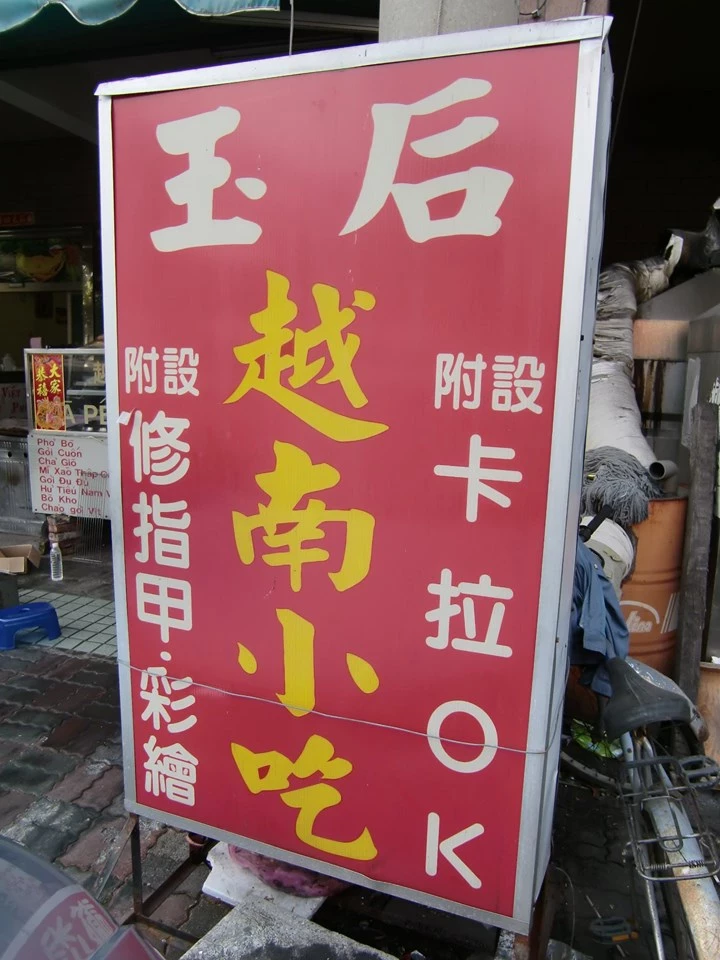 玉后
附設卡拉OK
越南小吃
附設修指甲·彩繪
大家
恭禧
Phở Bò
Gỏi Cuốn
Chả Giò
Mì Xào Thập
Gỏi Đu Đủ
Hủ Tiếu Nam
Bò Kho
Cháo gỏi Vịt